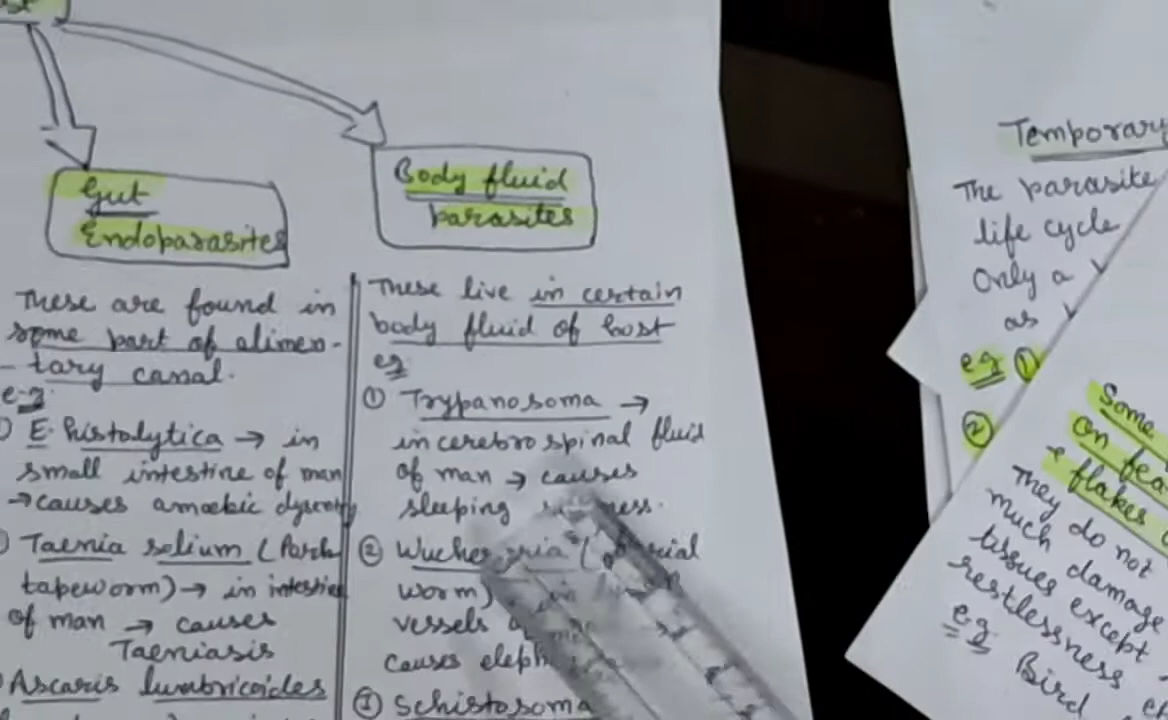 Gut
Endoparasites
These are found in
some part of alimen-
-tary canal.
e.g.
E. histolytica → in
small intestine of man
→ causes amoebic
Taenia solium (Pork
tapeworm) → in
of man → causes
Taeniasis
Ascaris lumbricoides
Body fluid
parasites
These live in certain
body fluid of host
eg
① Trypanosoma →
in cerebrospinal fluid
of man → causes
sleeping
②
worm)
vessels
causes
③ Schistosoma
Temporary
The parasite
life cycle
Only a
as
eg ①
②
Some
on
& flakes
They do not
much damage
tissues except
restlessness
e.g.
Bird